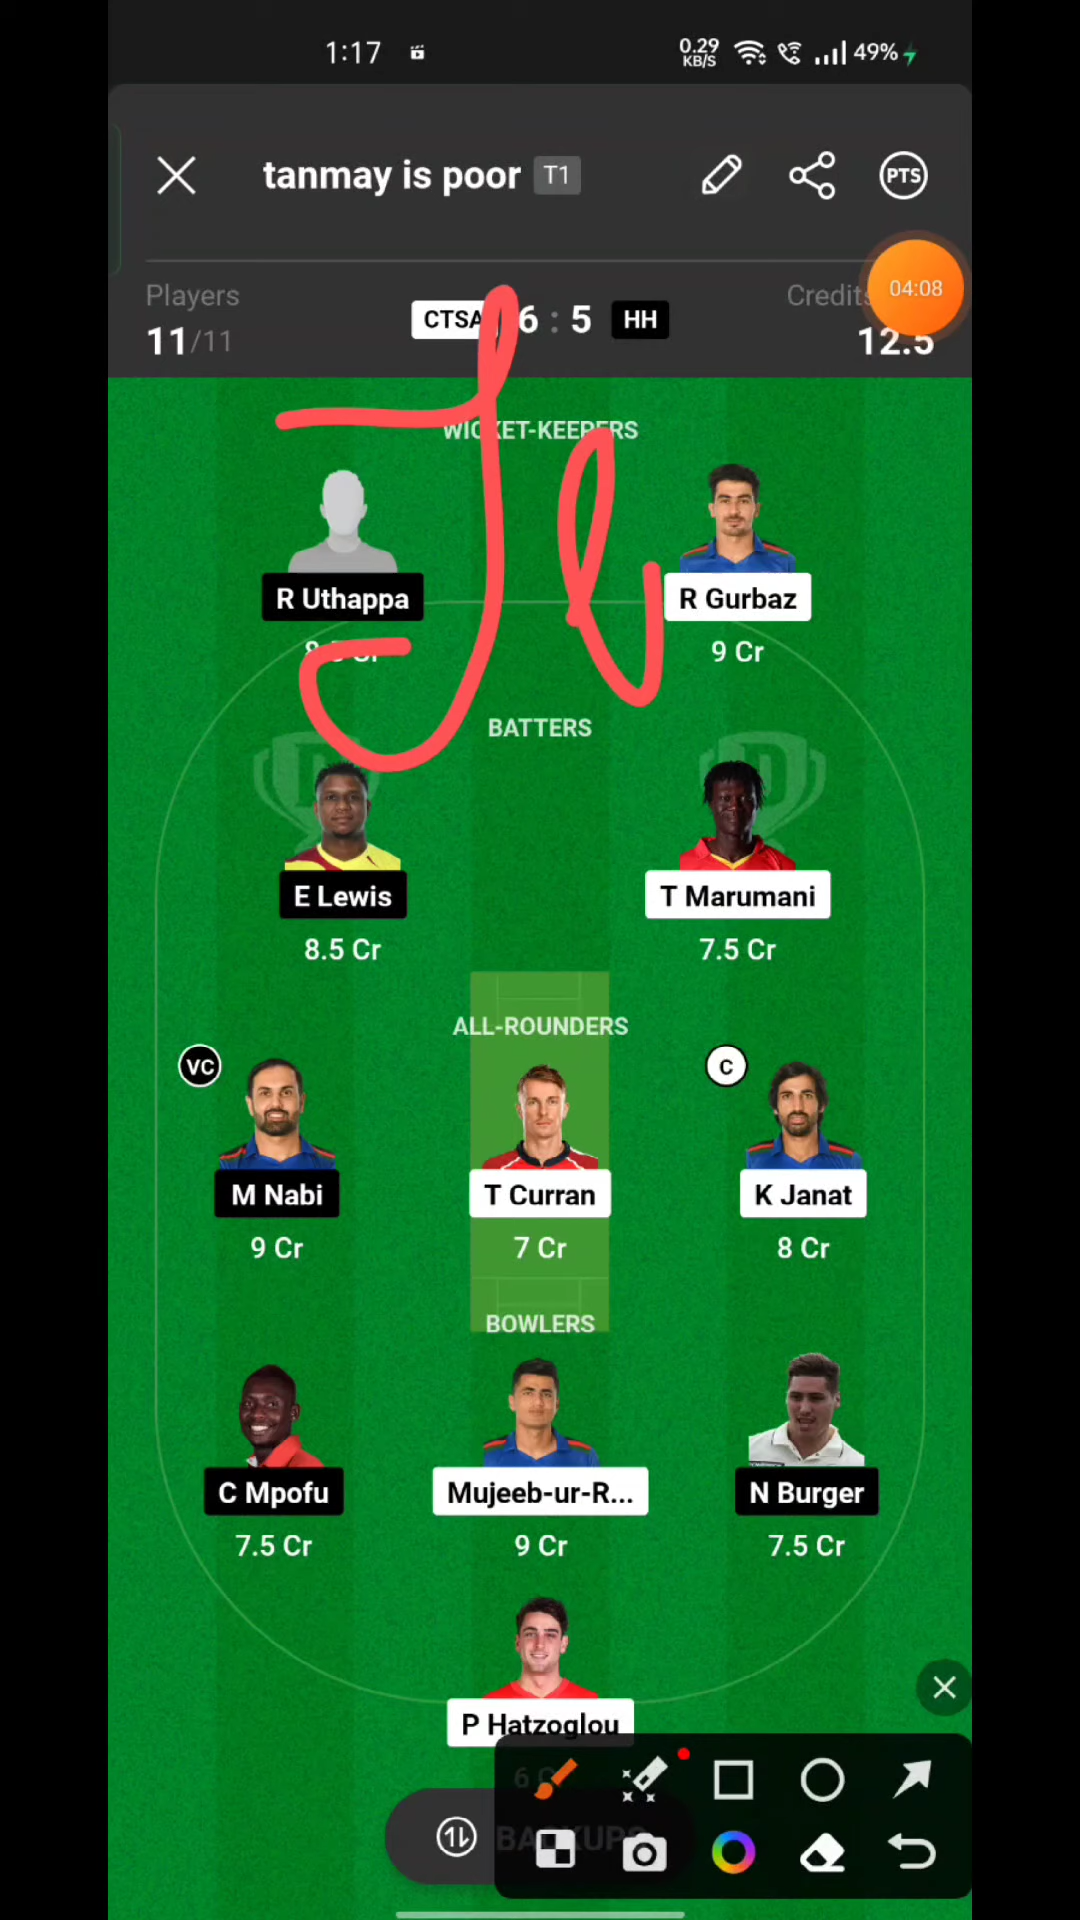 1:17 0.29 KB/S 49%
tanmay is poor T1 PTS
04:08
Players Credits
11/11 CTSA 6 : 5 HH 12.5
WICKET-KEEPERS
R Uthappa R Gurbaz
9 Cr
BATTERS
E Lewis T Marumani
8.5 Cr 7.5 Cr
ALL-ROUNDERS
VC C
M Nabi T Curran K Janat
9 Cr 7 Cr 8 Cr
BOWLERS
C Mpofu Mujeeb-ur-R... N Burger
7.5 Cr 9 Cr 7.5 Cr
P Hatzoglou
BACKUPS